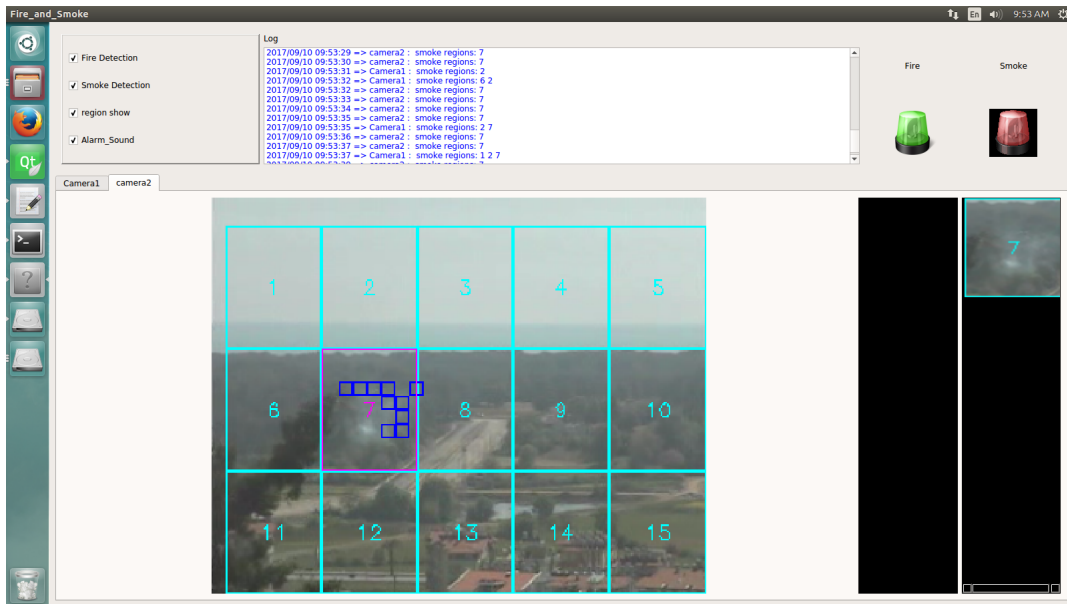 Fire_and_Smoke
En
9:53 AM
Fire Detection
Smoke Detection
region show
Alarm_Sound
Log
2017/09/10 09:53:29 => camera2 : smoke regions: 7
2017/09/10 09:53:30 => camera2 : smoke regions: 7
2017/09/10 09:53:31 => Camera1 : smoke regions: 2
2017/09/10 09:53:32 => Camera1 : smoke regions: 6 2
2017/09/10 09:53:32 => camera2 : smoke regions: 7
2017/09/10 09:53:33 => camera2 : smoke regions: 7
2017/09/10 09:53:34 => camera2 : smoke regions: 7
2017/09/10 09:53:35 => camera2 : smoke regions: 7
2017/09/10 09:53:35 => Camera1 : smoke regions: 2 7
2017/09/10 09:53:36 => camera2 : smoke regions: 7
2017/09/10 09:53:37 => camera2 : smoke regions: 7
2017/09/10 09:53:37 => Camera1 : smoke regions: 1 2 7
Fire
Smoke
Qt
Camera1
camera2
1 2 3 4 5
7
6 7 8 9 10
11 12 13 14 15